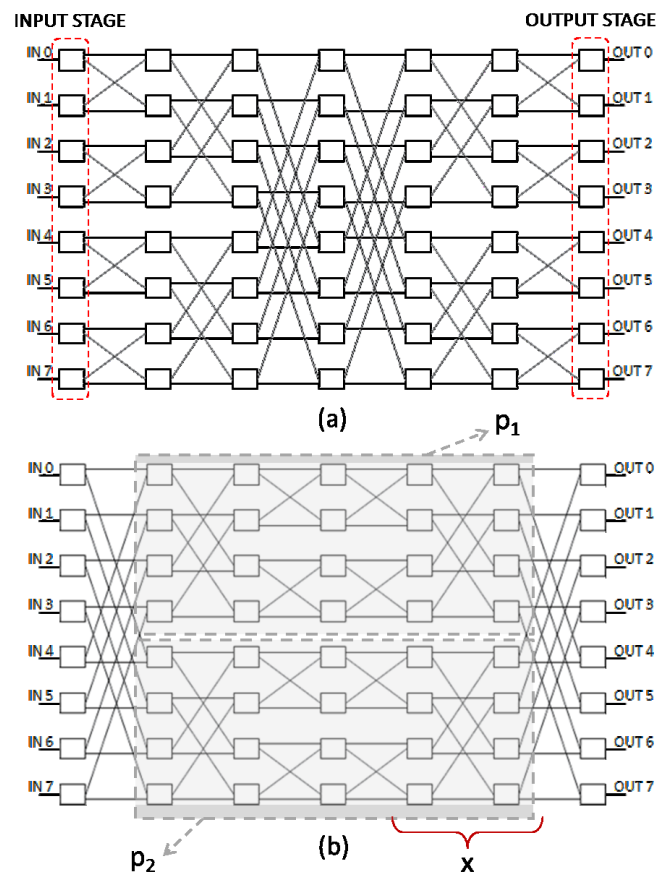 INPUT STAGE OUTPUT STAGE
IN 0 OUT 0
IN 1 OUT 1
IN 2 OUT 2
IN 3 OUT 3
IN 4 OUT 4
IN 5 OUT 5
IN 6 OUT 6
IN 7 OUT 7
(a)
p1
IN 0 OUT 0
IN 1 OUT 1
IN 2 OUT 2
IN 3 OUT 3
IN 4 OUT 4
IN 5 OUT 5
IN 6 OUT 6
IN 7 OUT 7
p2 (b) x